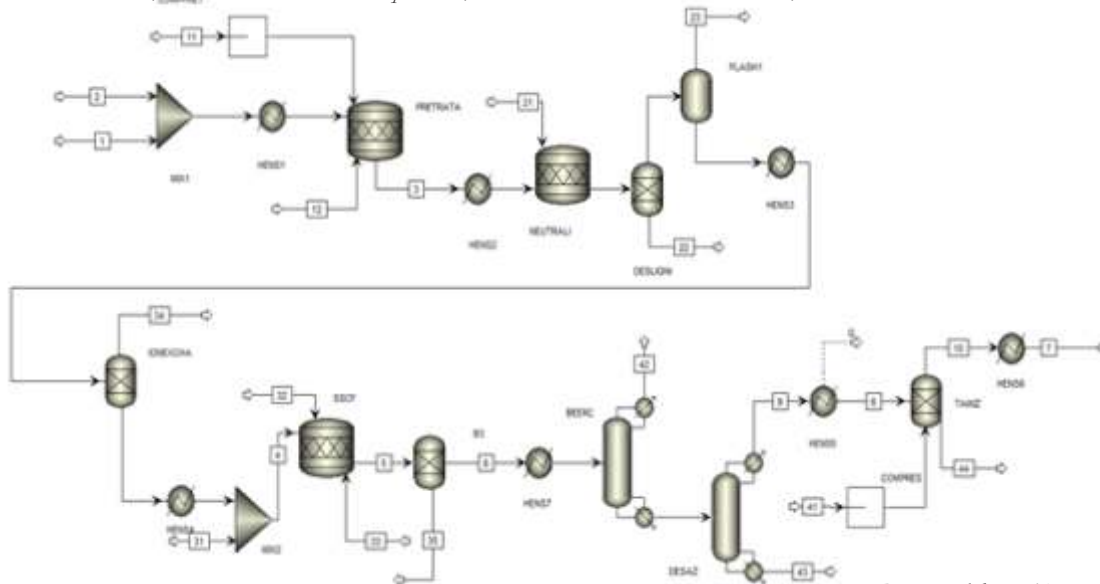 11
2
1
MIX1
HENS1
PRETRATA
12
3
HENS2
21
NEUTRALI
DESLIGNI
22
23
FLASH1
HENS3
34
IONEXCHA
HENS4
31
MIX2
4
32
SSCF
5
33
35
B3
6
HENS7
BEERC
42
DESAZ
43
9
HENS5
Q
8
COMPRES
41
10
TAMIZ
44
HENS6
7